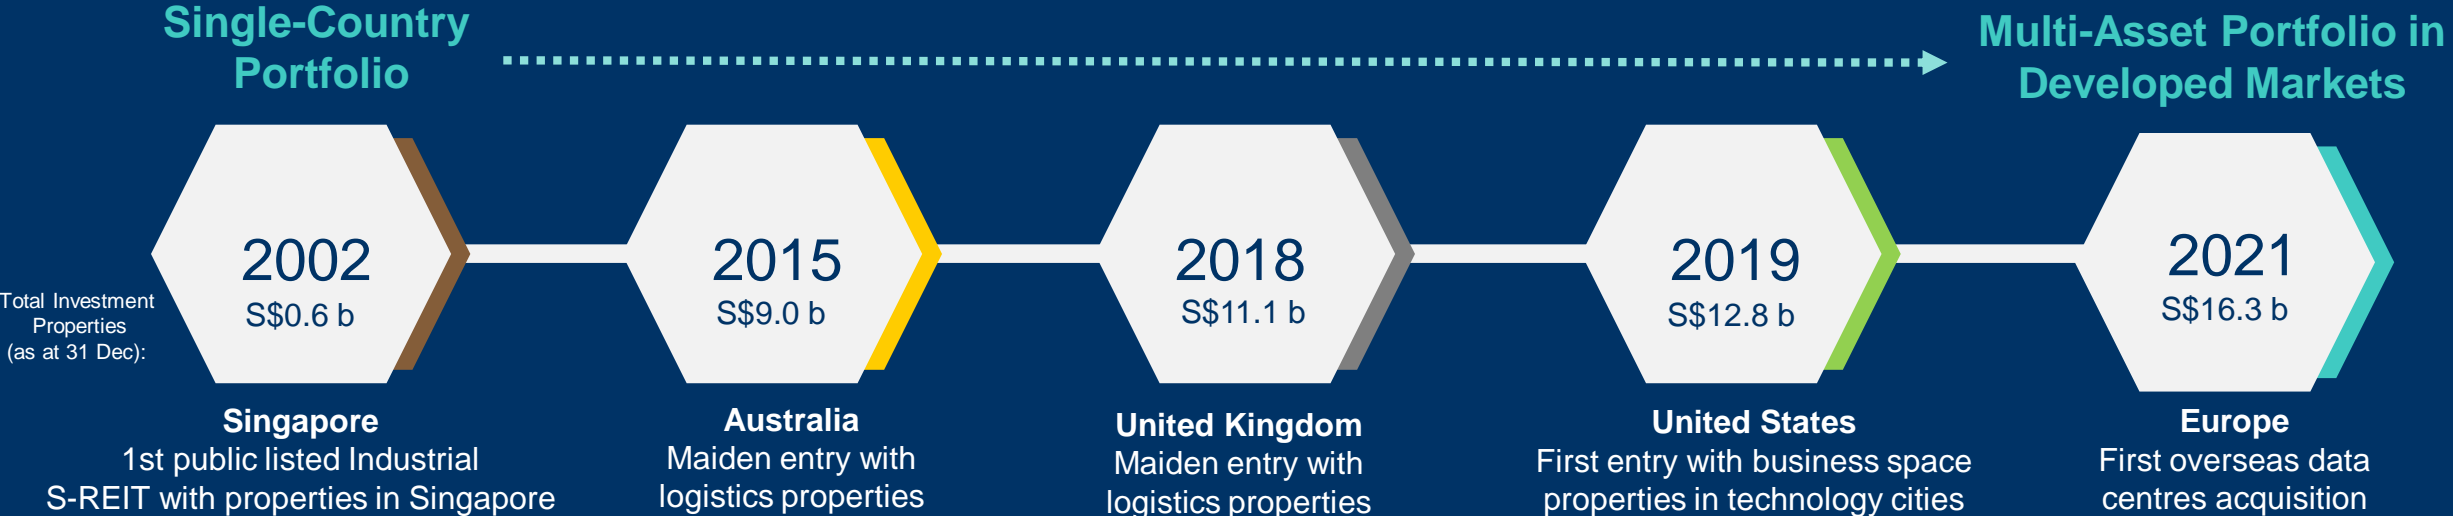 Single-Country
Portfolio
Multi-Asset Portfolio in
Developed Markets
Total Investment
Properties
(as at 31 Dec):
2002
S$0.6 b
2015
S$9.0 b
2018
S$11.1 b
2019
S$12.8 b
2021
S$16.3 b
Singapore
1st public listed Industrial
S-REIT with properties in Singapore
Australia
Maiden entry with
logistics properties
United Kingdom
Maiden entry with
logistics properties
United States
First entry with business space
properties in technology cities
Europe
First overseas data
centres acquisition